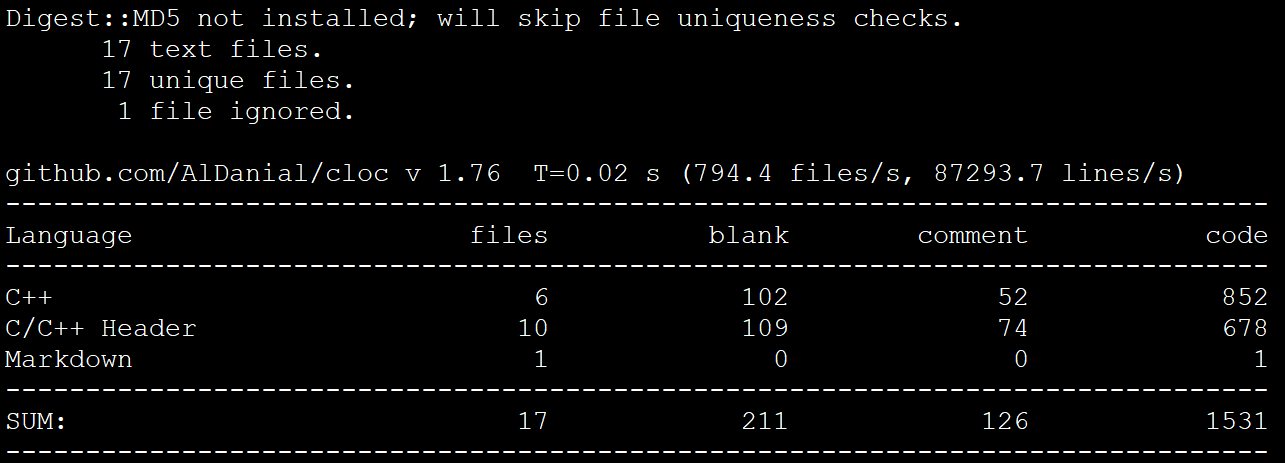 Digest::MD5 not installed; will skip file uniqueness checks.
      17 text files.
      17 unique files.
       1 file ignored.

github.com/AlDanial/cloc v 1.76  T=0.02 s (794.4 files/s, 87293.7 lines/s)
-------------------------------------------------------------------------------
Language                     files          blank        comment           code
-------------------------------------------------------------------------------
C++                              6            102             52            852
C/C++ Header                    10            109             74            678
Markdown                         1              0              0              1
-------------------------------------------------------------------------------
SUM:                            17            211            126           1531
-------------------------------------------------------------------------------